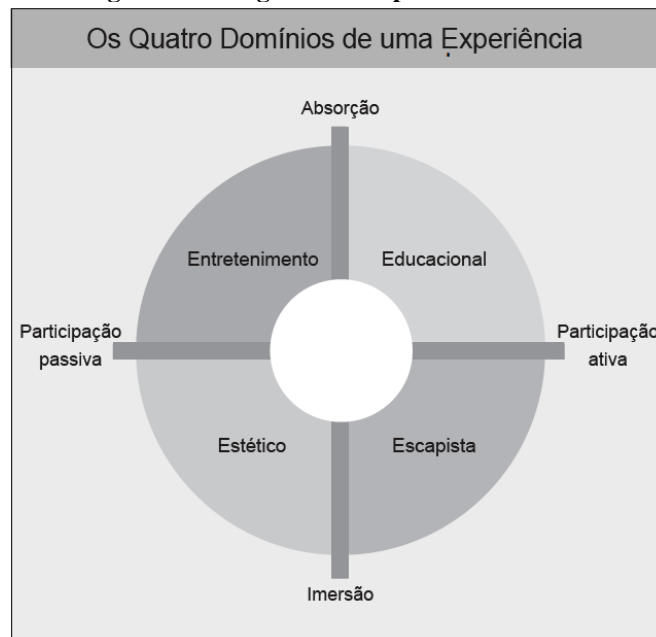 Os Quatro Domínios de uma Experiência
Absorção
Entretenimento
Educacional
Participação
passiva
Participação
ativa
Estético
Escapista
Imersão